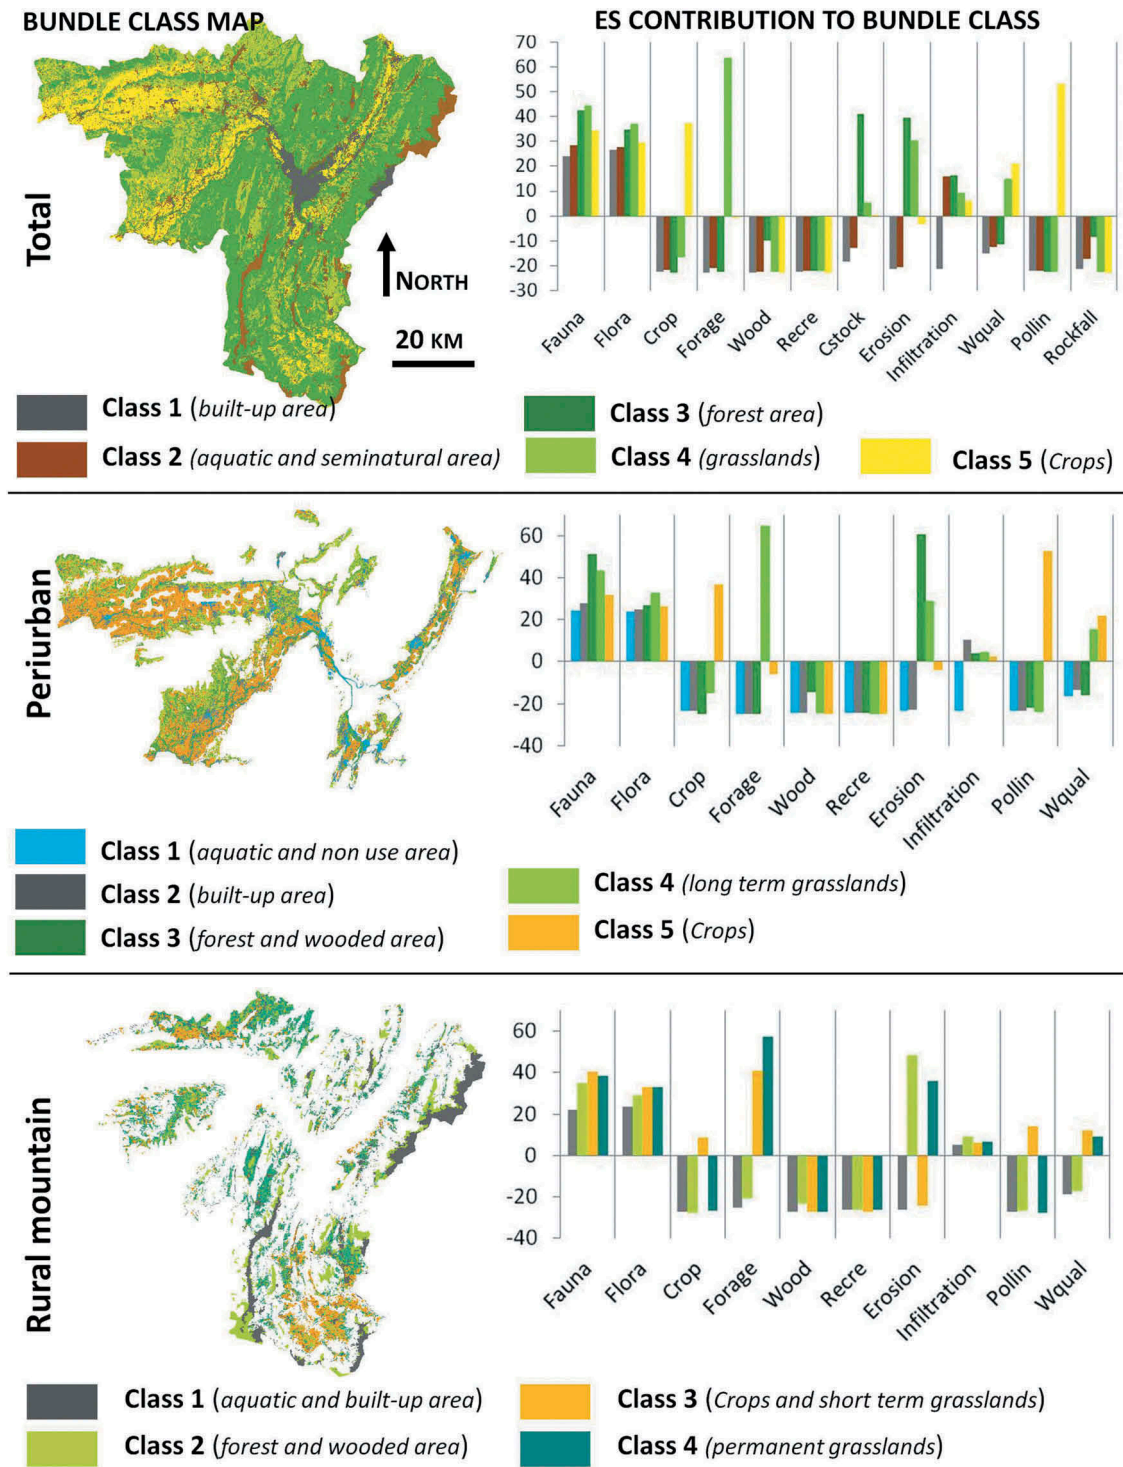 BUNDLE CLASS MAP
ES CONTRIBUTION TO BUNDLE CLASS
Total
NORTH
20 KM
70
60
50
40
30
20
10
0
-10
-20
-30
Fauna
Flora
Crop
Forage
Wood
Recre
Cstock
Erosion
Infiltration
Wqual
Pollin
Rockfall
Class 1 (built-up area)
Class 2 (aquatic and seminatural area)
Class 3 (forest area)
Class 4 (grasslands)
Class 5 (Crops)
Periurban
60
40
20
0
-20
-40
Fauna
Flora
Crop
Forage
Wood
Recre
Erosion
Infiltration
Pollin
Wqual
Class 1 (aquatic and non use area)
Class 2 (built-up area)
Class 3 (forest and wooded area)
Class 4 (long term grasslands)
Class 5 (Crops)
Rural mountain
60
40
20
0
-20
-40
Fauna
Flora
Crop
Forage
Wood
Recre
Erosion
Infiltration
Pollin
Wqual
Class 1 (aquatic and built-up area)
Class 2 (forest and wooded area)
Class 3 (Crops and short term grasslands)
Class 4 (permanent grasslands)